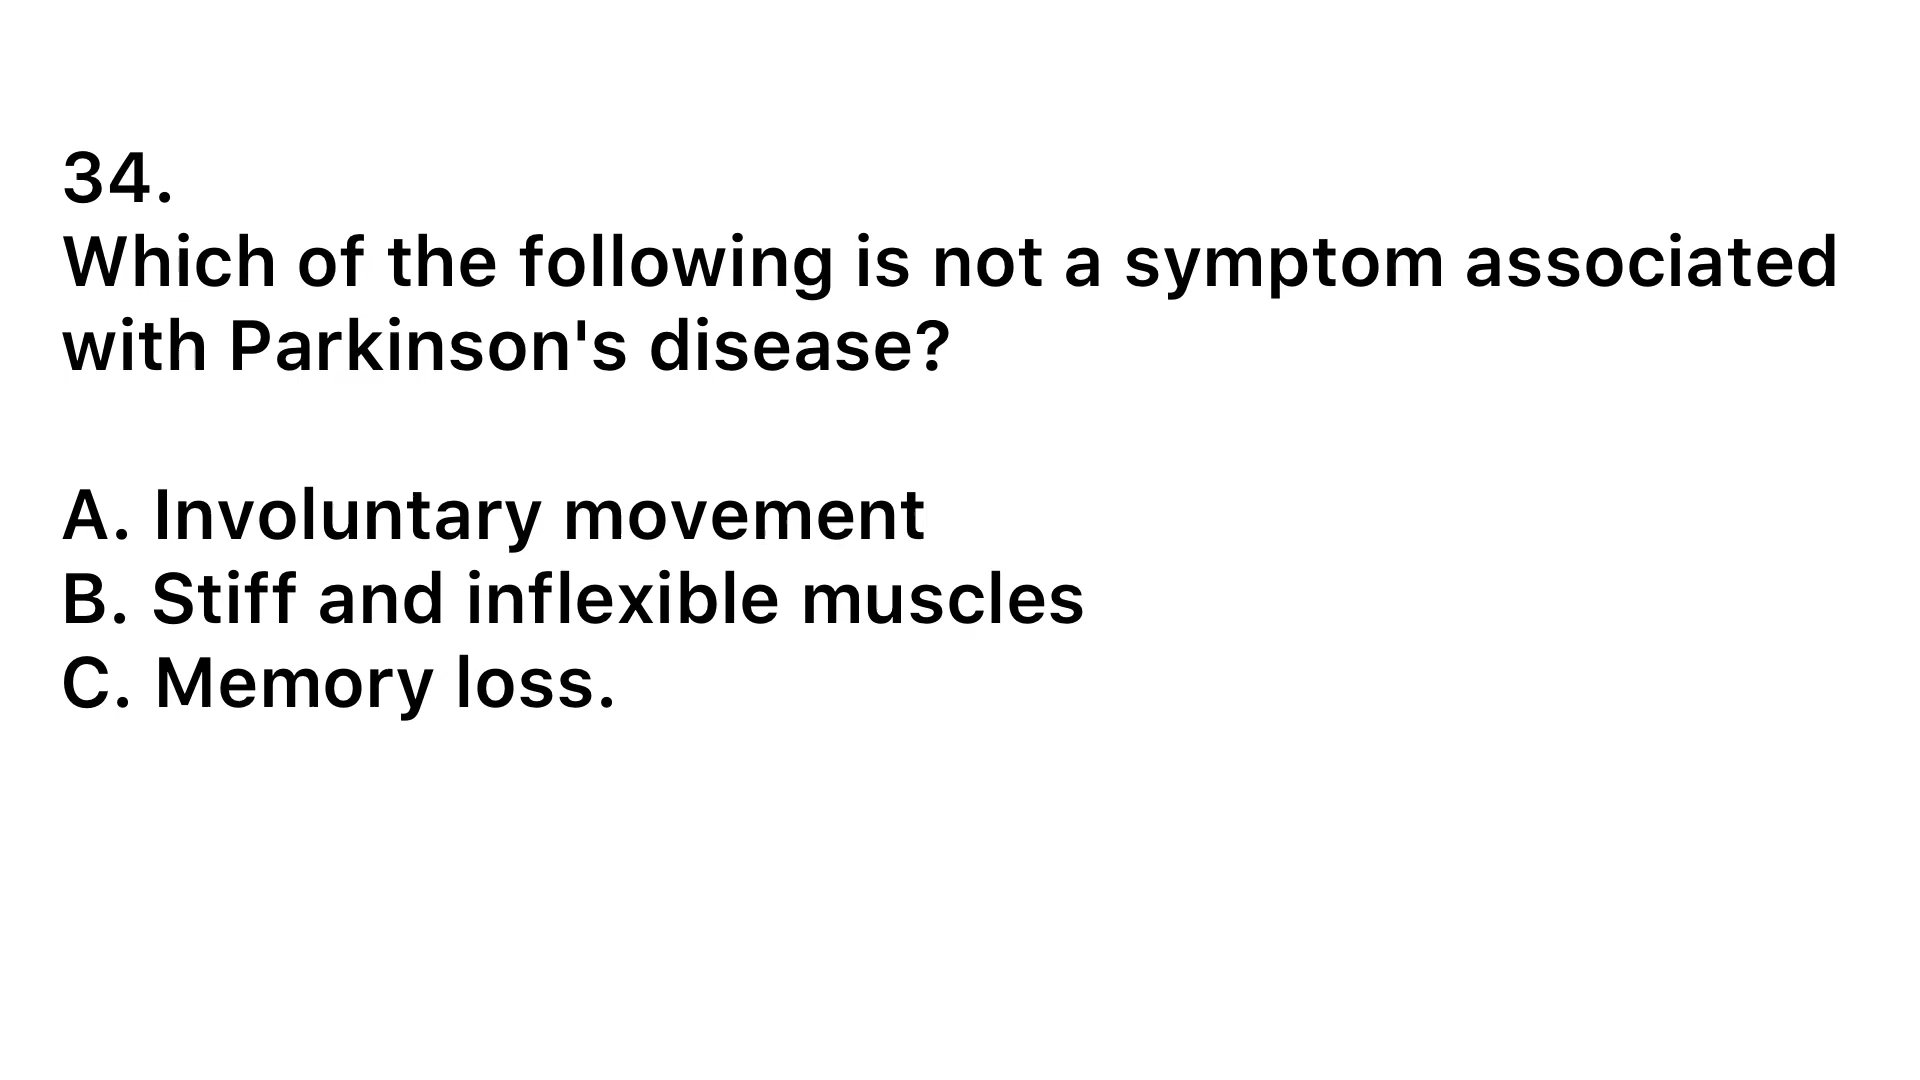 34.
Which of the following is not a symptom associated
with Parkinson's disease?
A. Involuntary movement
B. Stiff and inflexible muscles
C. Memory loss.